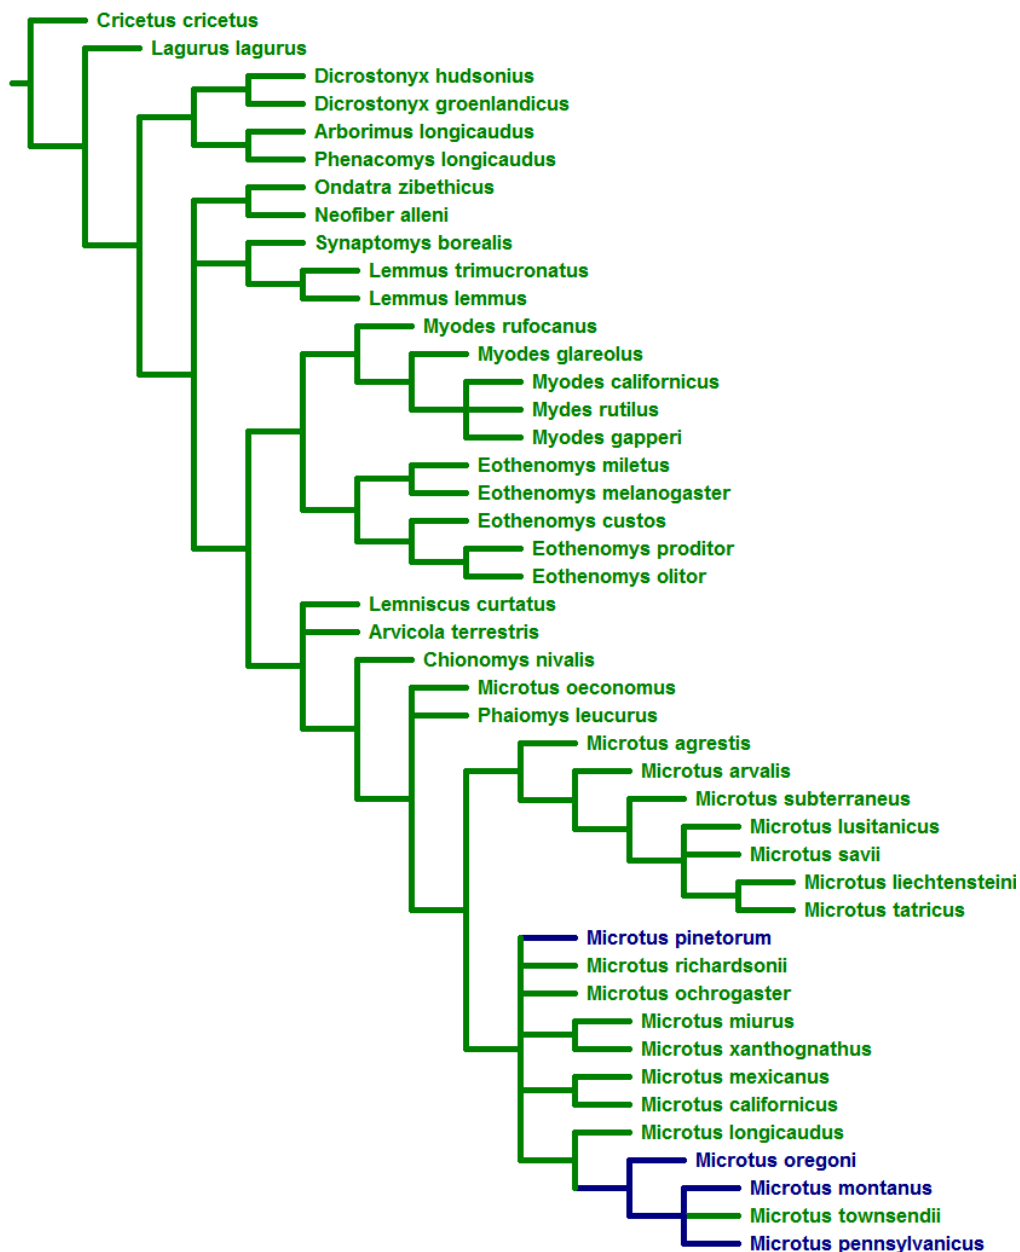 Cricetus cricetus
Lagurus lagurus
Dicrostonyx hudsonius
Dicrostonyx groenlandicus
Arborimus longicaudus
Phenacomys longicaudus
Ondatra zibethicus
Neofiber alleni
Synaptomys borealis
Lemmus trimucronatus
Lemmus lemmus
Myodes rufocanus
Myodes glareolus
Myodes californicus
Mydes rutilus
Myodes gapperi
Eothenomys miletus
Eothenomys melanogaster
Eothenomys custos
Eothenomys proditor
Eothenomys olitor
Lemniscus curtatus
Arvicola terrestris
Chionomys nivalis
Microtus oeconomus
Phaiomys leucurus
Microtus agrestis
Microtus arvalis
Microtus subterraneus
Microtus lusitanicus
Microtus savii
Microtus liechtensteini
Microtus tatricus
Microtus pinetorum
Microtus richardsonii
Microtus ochrogaster
Microtus miurus
Microtus xanthognathus
Microtus mexicanus
Microtus californicus
Microtus longicaudus
Microtus oregoni
Microtus montanus
Microtus townsendii
Microtus pennsylvanicus